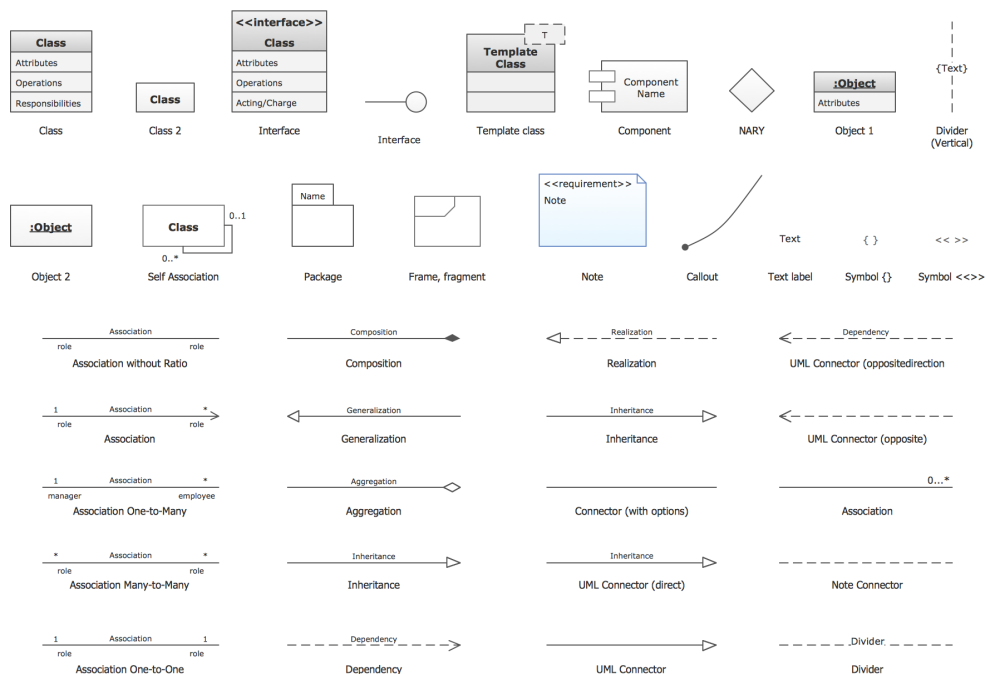 Class
Attributes
Operations
Responsibilities
Class
Class
Class 2
<<interface>>
Class
Attributes
Operations
Acting/Charge
Interface
Interface
T
Template
Class
Template class
Component
Name
Component
NARY
:Object
Attributes
Object 1
{Text}
Divider
(Vertical)
:Object
Object 2
Class
0..1
0..*
Self Association
Name
Package
Frame, fragment
<<requirement>>
Note
Note
Callout
Text
Text label
{ }
Symbol {}
<< >>
Symbol <<>>
Association
role role
Association without Ratio
Composition
Composition
Realization
Realization
Dependency
UML Connector (oppositedirection
1 Association *
role role
Association
Generalization
Generalization
Inheritance
Inheritance
UML Connector (opposite)
1 Association *
manager employee
Association One-to-Many
Aggregation
Aggregation
Connector (with options)
0...*
Association
* Association *
role role
Association Many-to-Many
Inheritance
Inheritance
Inheritance
UML Connector (direct)
Note Connector
1 Association 1
role role
Association One-to-One
Dependency
Dependency
UML Connector
Divider
Divider